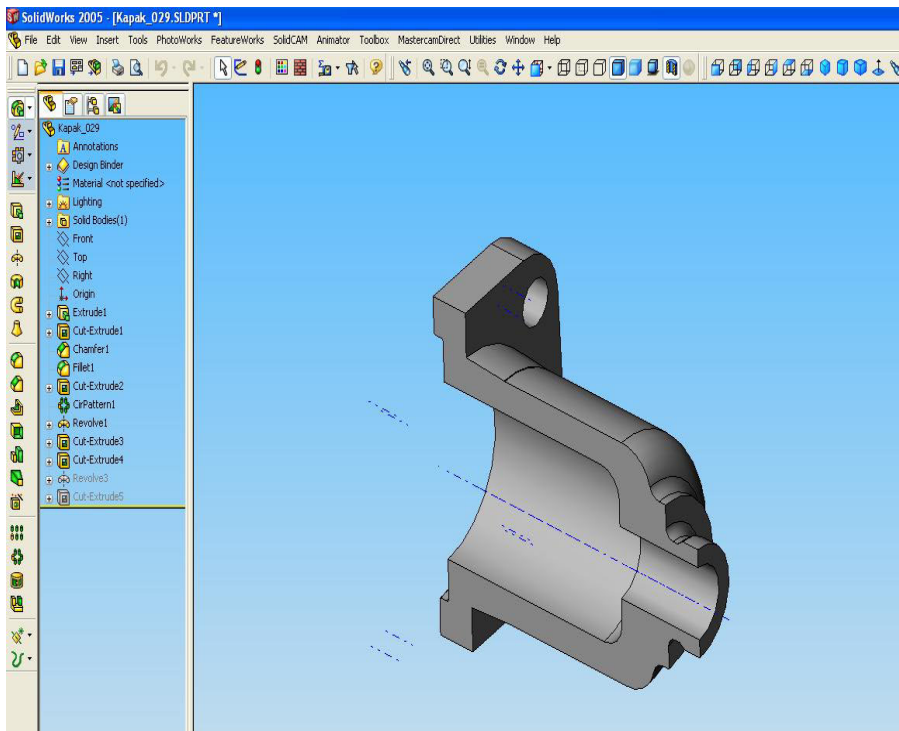 SolidWorks 2005 - [Kapak_029.SLDPRT *]
File Edit View Insert Tools PhotoWorks FeatureWorks SolidCAM Animator Toolbox MastercamDirect Utilities Window Help
Kapak_029
Annotations
Design Binder
Material <not specified>
Lighting
Solid Bodies(1)
Front
Top
Right
Origin
Extrude1
Cut-Extrude1
Chamfer1
Fillet1
Cut-Extrude2
CirPattern1
Revolve1
Cut-Extrude3
Cut-Extrude4
Revolve3
Cut-Extrude5